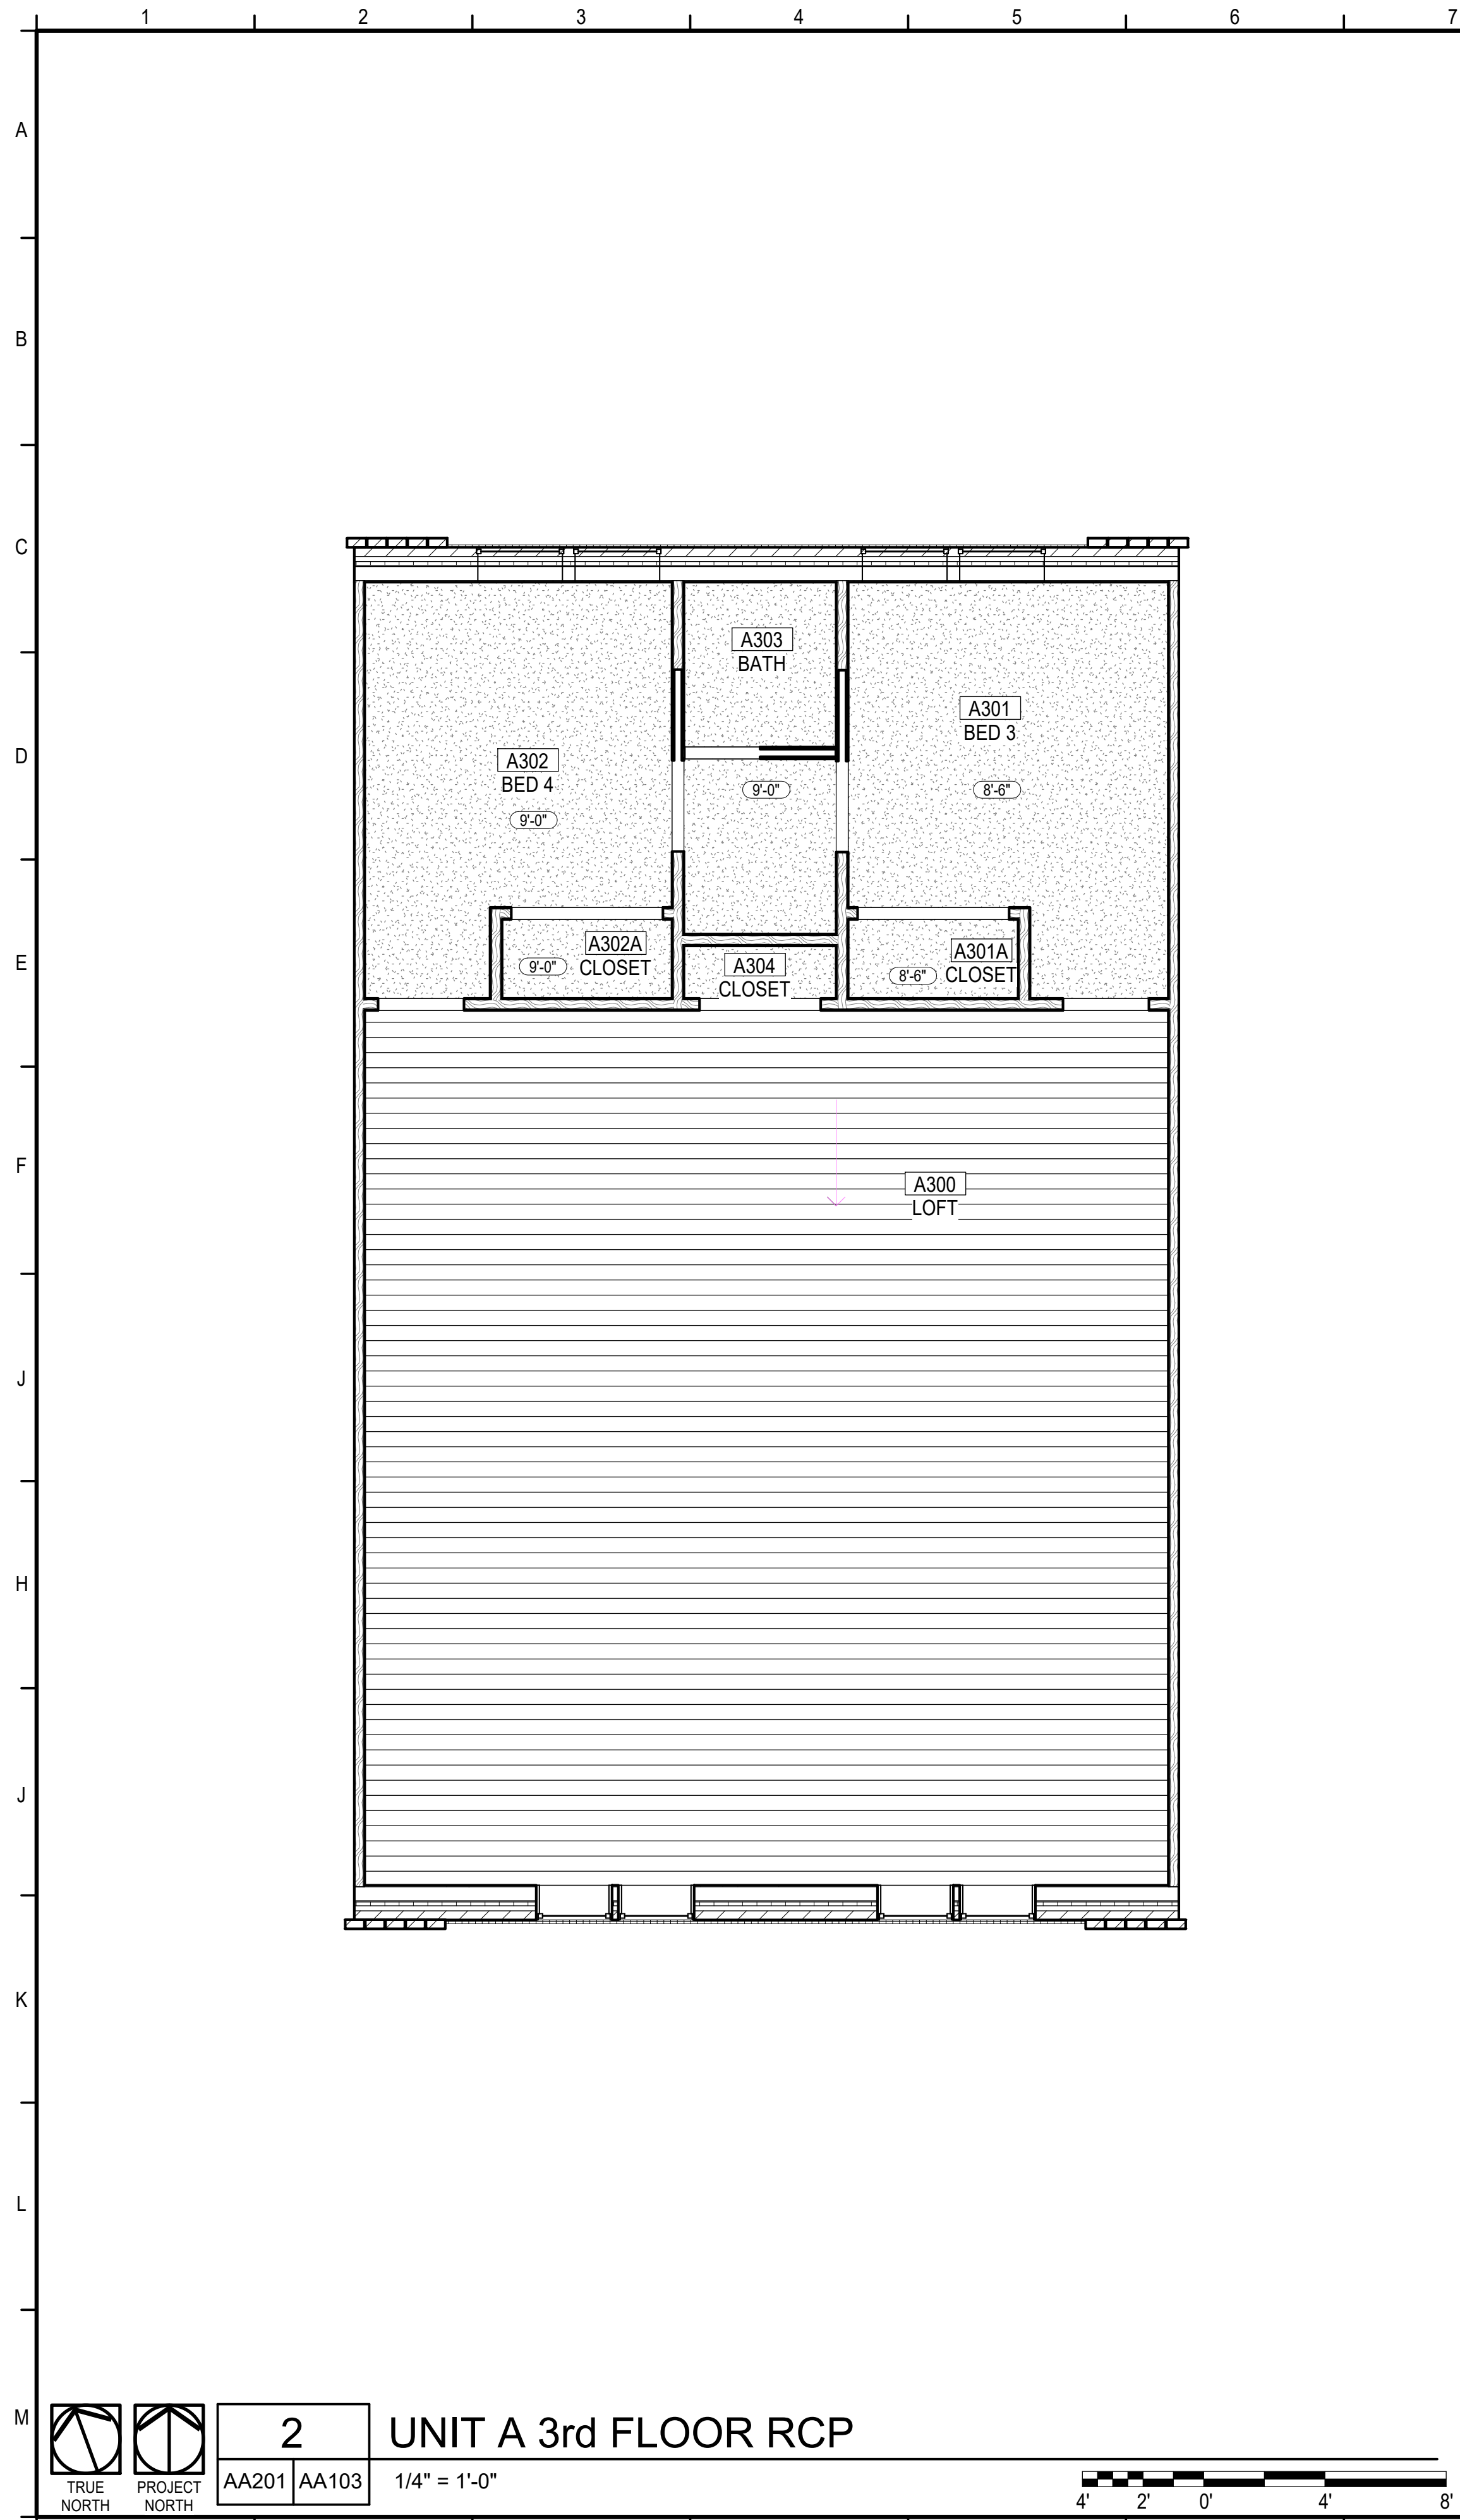 1 2 3 4 5 6 7
A
B
C
D
E
F
J
H
J
K
L
M
A303
BATH
A301
BED 3
A302
BED 4
9'-0"
8'-6"
9'-0"
A302A
CLOSET
9'-0"
A304
CLOSET
A301A
CLOSET
8'-6"
A300
LOFT
TRUE
NORTH
PROJECT
NORTH
2
AA201 AA103
UNIT A 3rd FLOOR RCP
1/4" = 1'-0"
4' 2' 0' 4' 8'